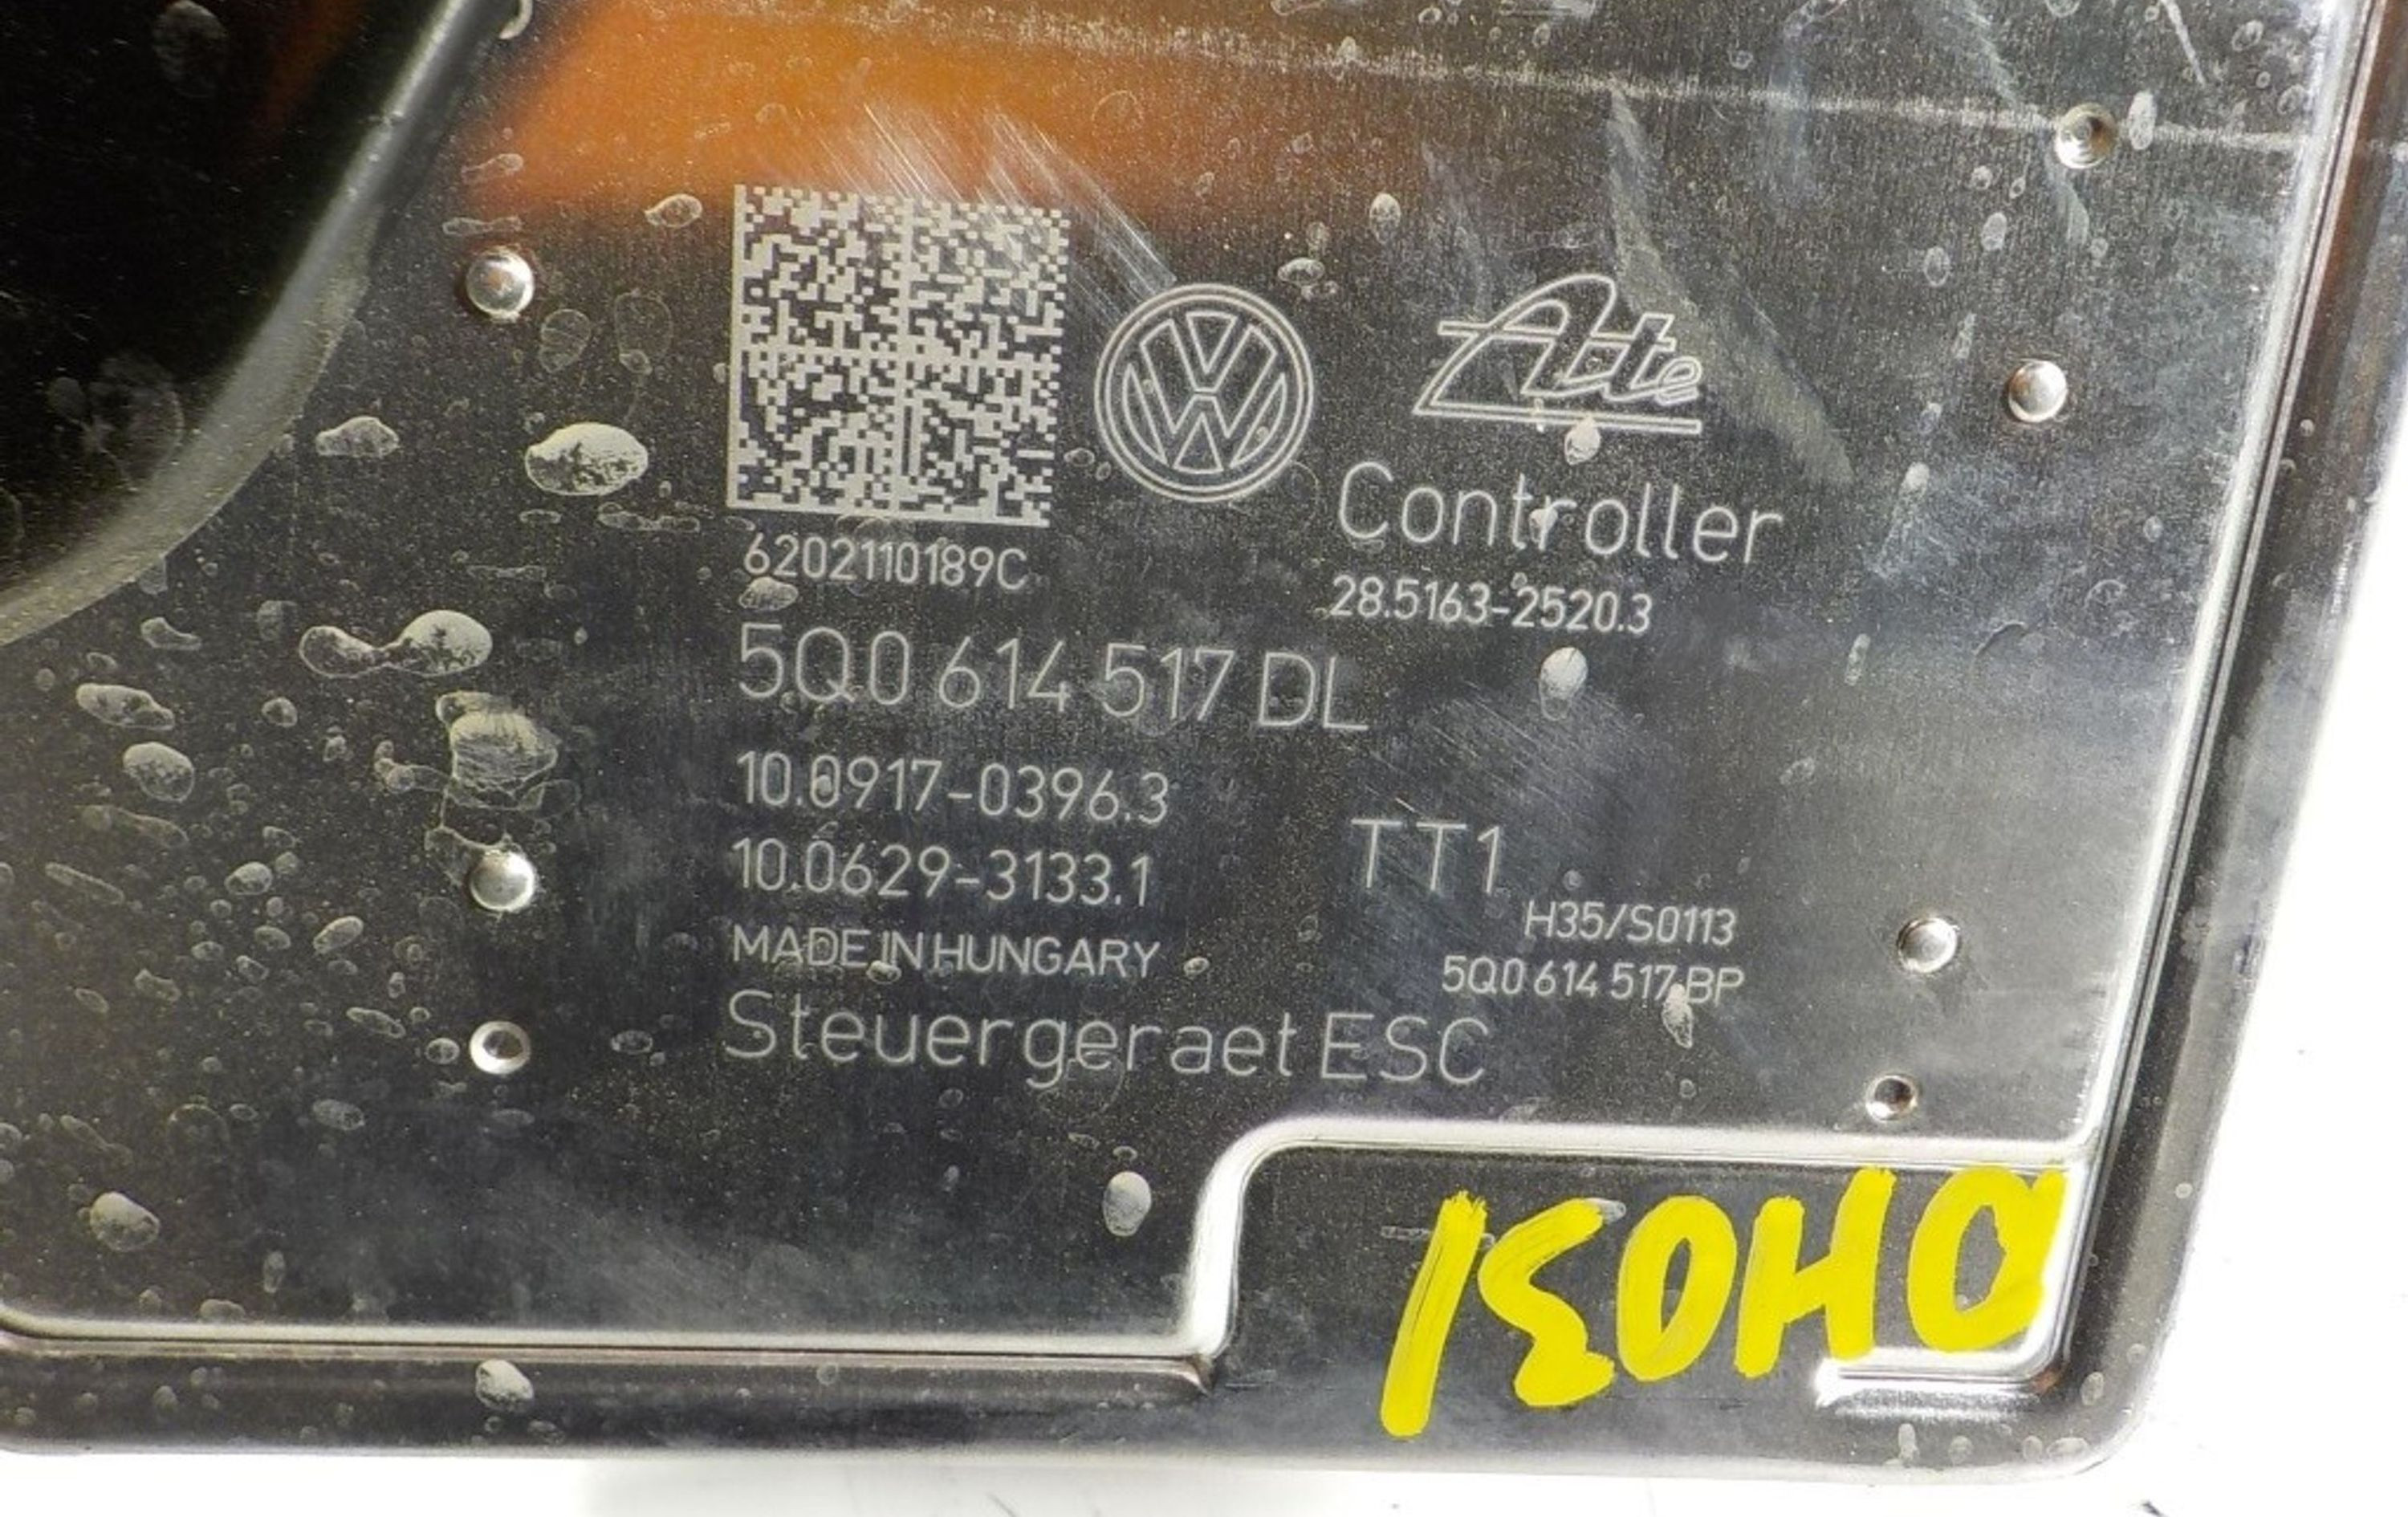 Ate
Controller
28.5163-2520.3
6202110189C
5Q0 614 517 DL
10.0917-0396.3
10.0629-3133.1
TT1
H35/S0113
MADE IN HUNGARY
5Q0 614 517 BP
Steuergeraet ESC